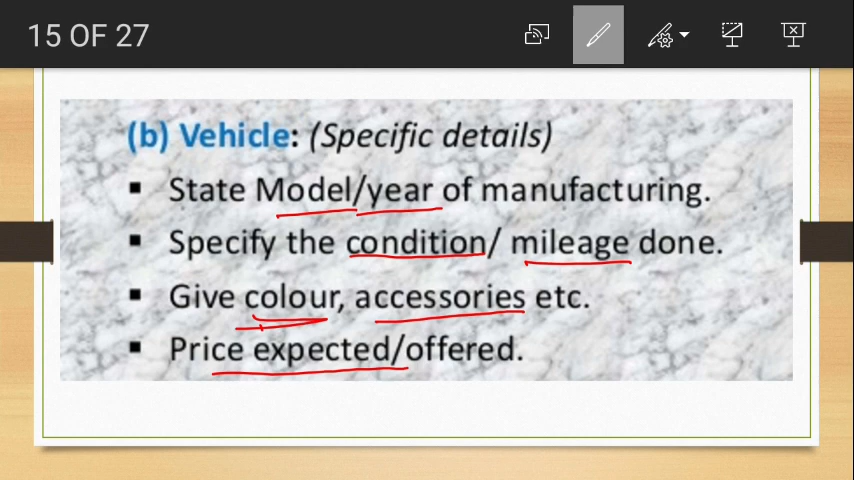 15 OF 27
(b) Vehicle: (Specific details)
▪ State Model/year of manufacturing.
▪ Specify the condition/ mileage done.
▪ Give colour, accessories etc.
▪ Price expected/offered.